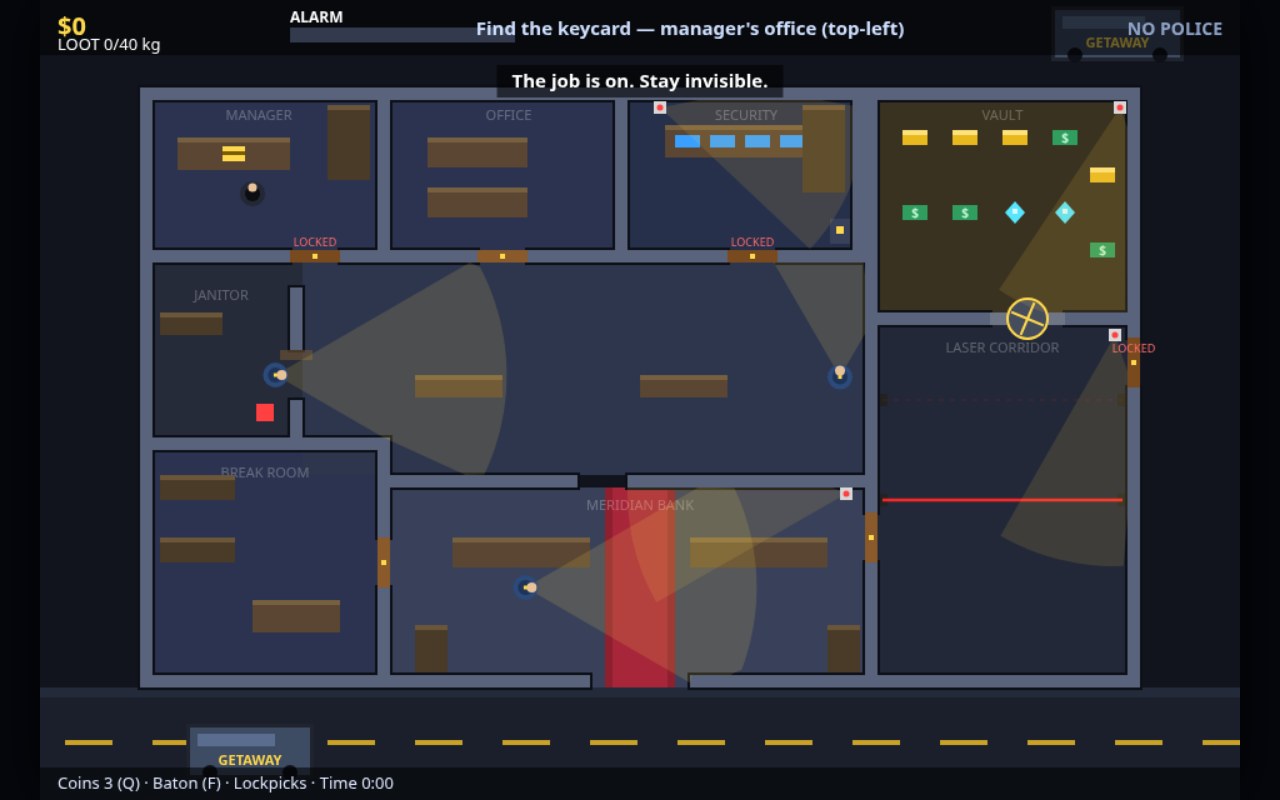 $0
LOOT 0/40 kg
ALARM
Find the keycard — manager's office (top-left)
GETAWAY
NO POLICE
The job is on. Stay invisible.
MANAGER
OFFICE
SECURITY
VAULT
$
$
$
$
LOCKED
LOCKED
JANITOR
LASER CORRIDOR
LOCKED
BREAK ROOM
MERIDIAN BANK
GETAWAY
Coins 3 (Q) · Baton (F) · Lockpicks · Time 0:00